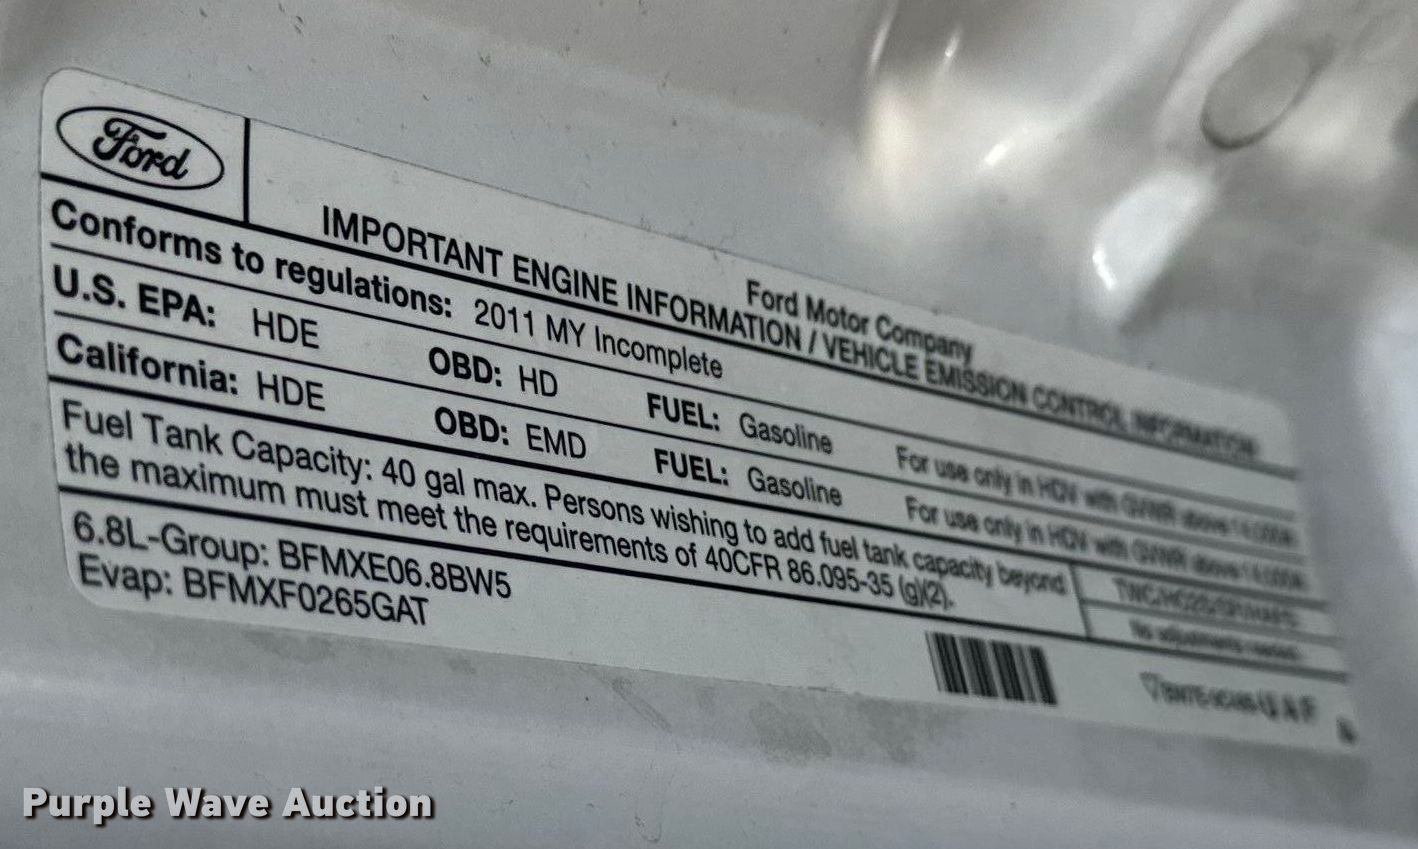 Ford
Ford Motor Company
IMPORTANT ENGINE INFORMATION / VEHICLE EMISSION CONTROL INFORMATION
Conforms to regulations: 2011 MY Incomplete
U.S. EPA: HDE OBD: HD FUEL: Gasoline For use only in HDV with GVWR above
California: HDE OBD: EMD FUEL: Gasoline For use only in HDV with GVWR above
Fuel Tank Capacity: 40 gal max. Persons wishing to add fuel tank capacity beyond
the maximum must meet the requirements of 40CFR 86.095-35 (g)(2).
No adjustments needed.
6.8L-Group: BFMXE06.8BW5
Evap: BFMXF0265GAT
Purple Wave Auction